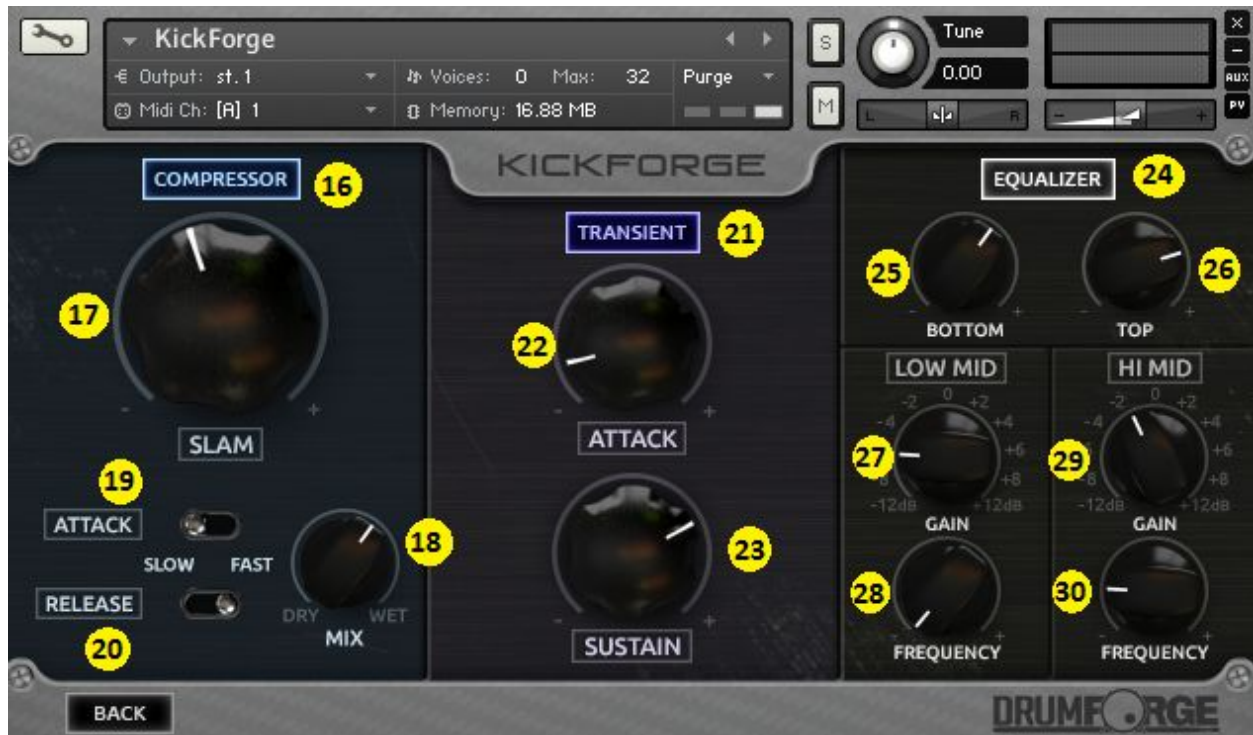 KickForge
Output: st.1
Voices: 0 Max: 32
Purge
Midi Ch: [A] 1
Memory: 16.88 MB
S
M
Tune
0.00
L R
- +
X
-
AUX
PV
KICKFORGE
COMPRESSOR 16
17
- +
SLAM
19
ATTACK
SLOW FAST
RELEASE
20
18
DRY WET
MIX
TRANSIENT 21
22
- +
ATTACK
23
- +
SUSTAIN
EQUALIZER 24
25
- +
BOTTOM
26
- +
TOP
LOW MID
-2 0 +2
-4 +4
27 +6
8 +8
-12dB +12dB
GAIN
28
- +
FREQUENCY
HI MID
-2 0 +2
-4 +4
29 +6
8 +8
-12dB +12dB
GAIN
30
- +
FREQUENCY
BACK
DRUMFORGE